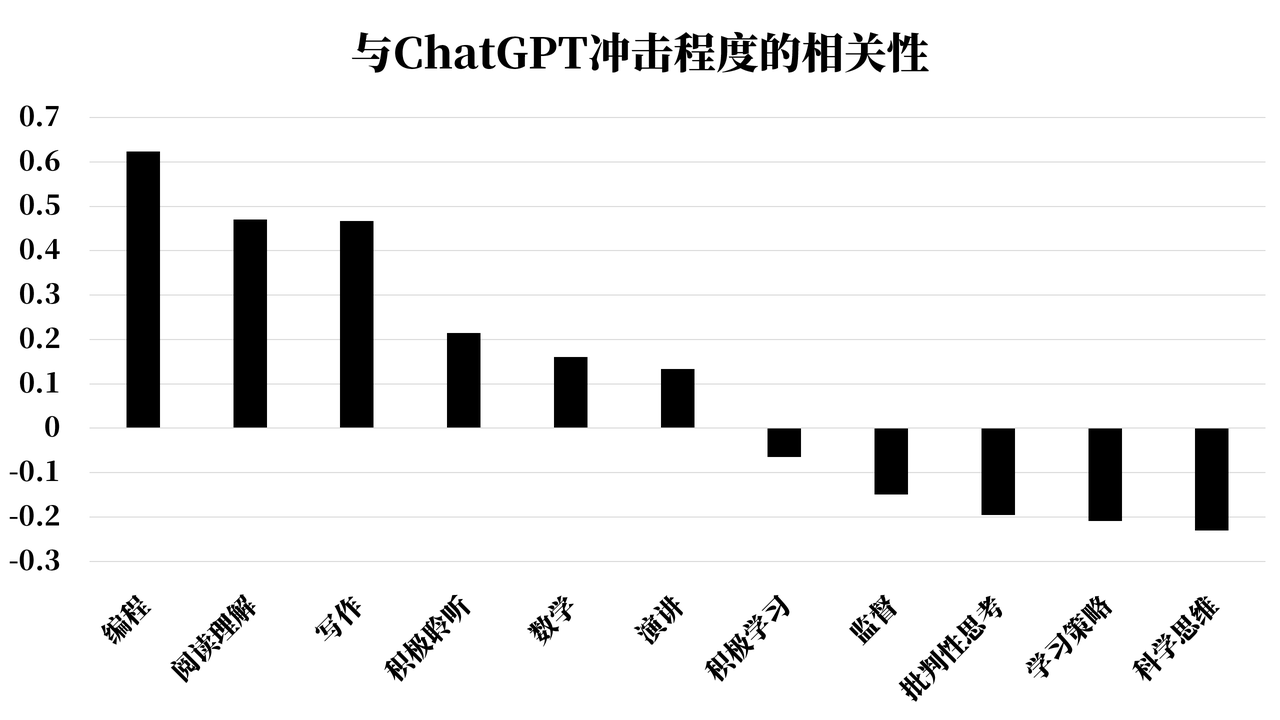 与ChatGPT冲击程度的相关性
0.7
0.6
0.5
0.4
0.3
0.2
0.1
0
-0.1
-0.2
-0.3
编程
阅读理解
写作
积极聆听
数学
演讲
积极学习
监督
批判性思考
学习策略
科学思维